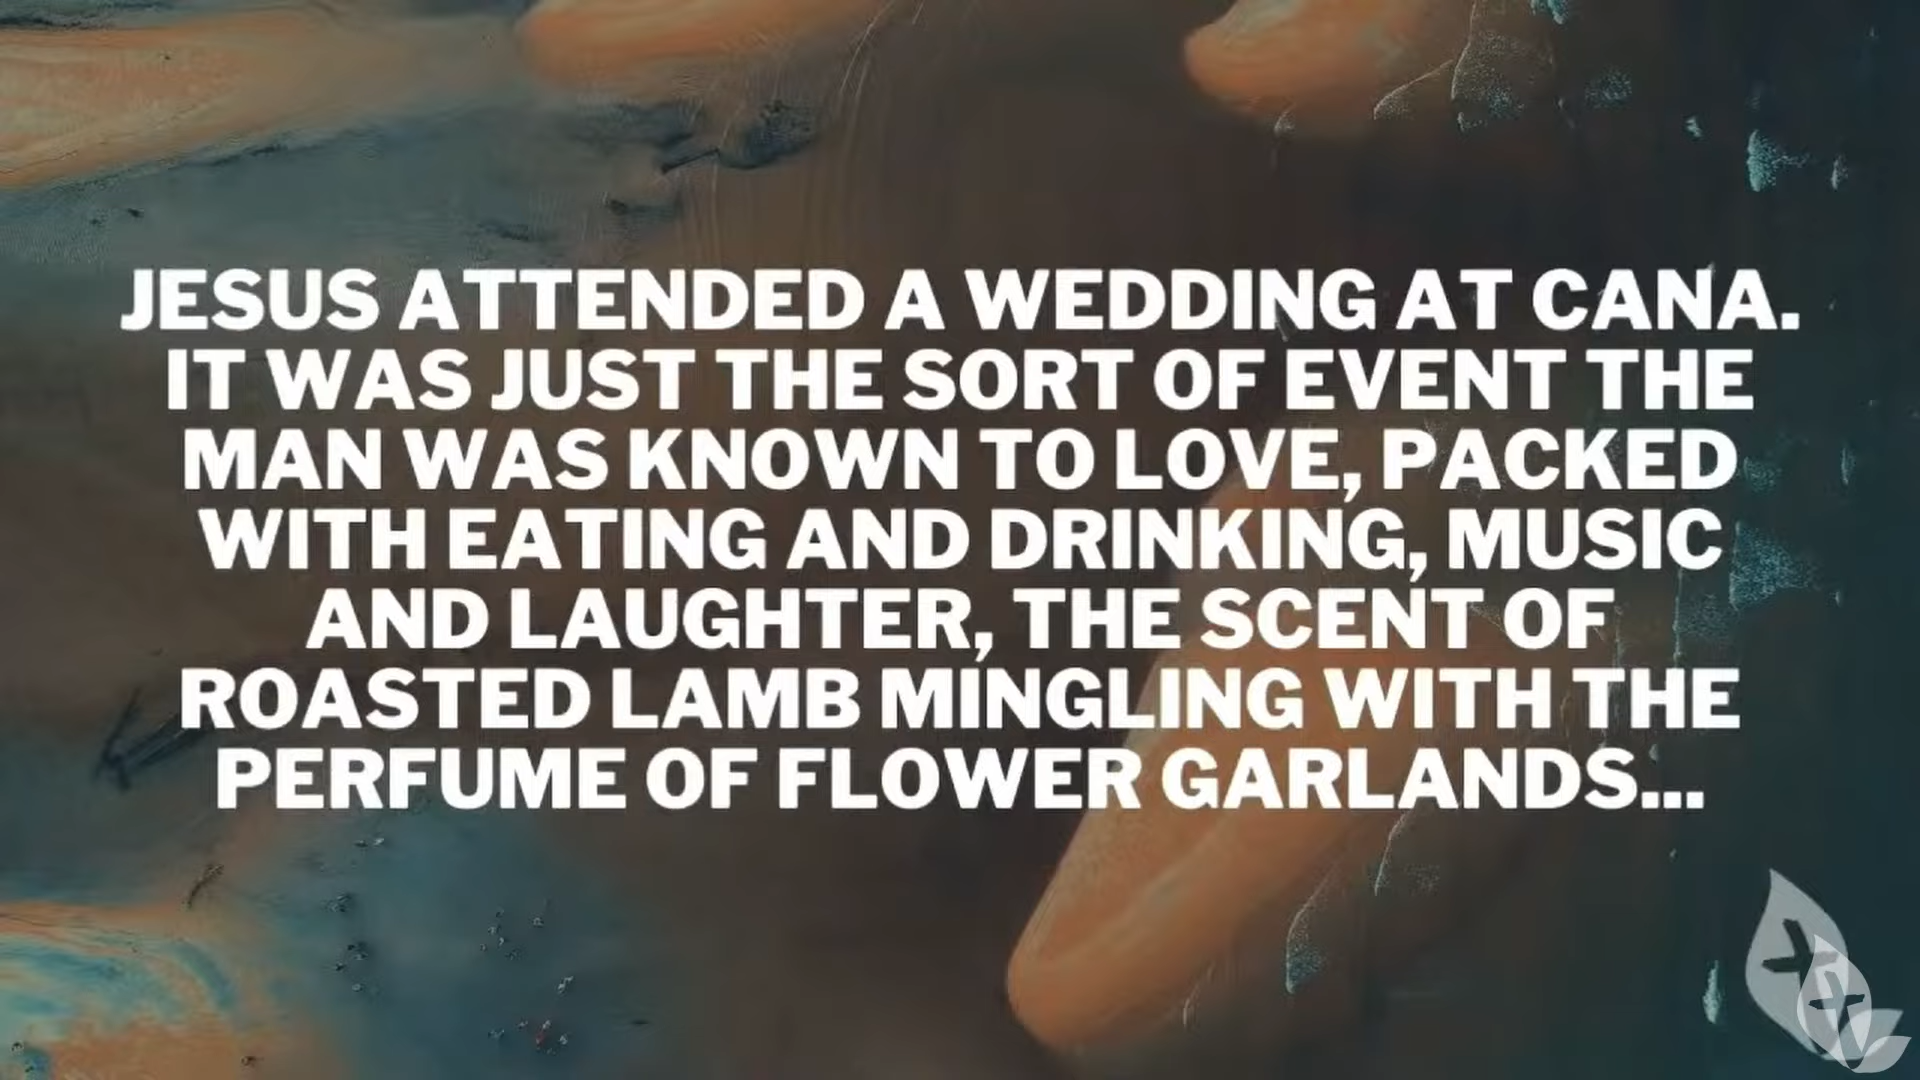 JESUS ATTENDED A WEDDING AT CANA.
IT WAS JUST THE SORT OF EVENT THE
MAN WAS KNOWN TO LOVE, PACKED
WITH EATING AND DRINKING, MUSIC
AND LAUGHTER, THE SCENT OF
ROASTED LAMB MINGLING WITH THE
PERFUME OF FLOWER GARLANDS...